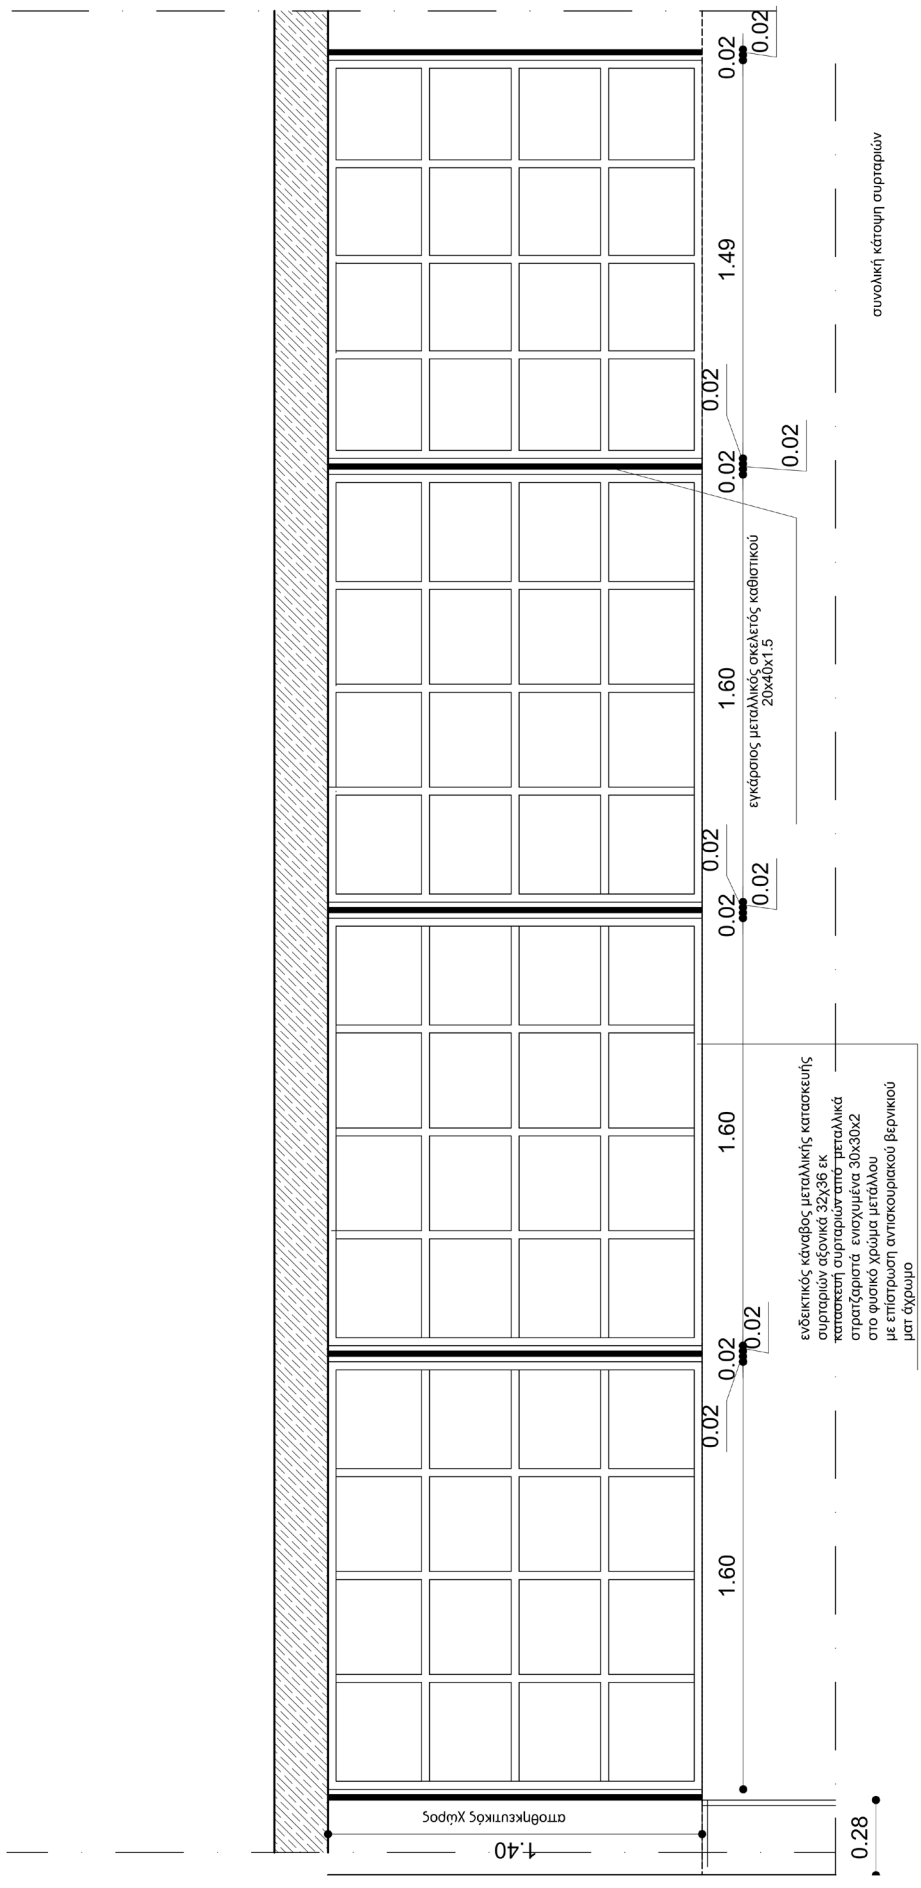 0.02
0.02
συνολική κάτοψη συρταριών
1.49
0.02
0.02
0.02
εγκάρσιος μεταλλικός σκελετός καθιστικού
20x40x1.5
1.60
0.02
0.02
0.02
1.60
ενδεικτικός κάναβος μεταλλικής κατασκευής
συρταριών αξονικά 32χ36 εκ
κατασκευή συρταριών από μεταλλικά
στρατζαριστά ενισχυμένα 30x30x2
στο φυσικό χρώμα μετάλλου
με επίστρωση αντισκουριακού βερνικιού
ματ άχρωμο
0.02
0.02
0.02
1.60
αποθηκευτικός χώρος
1.40
0.28